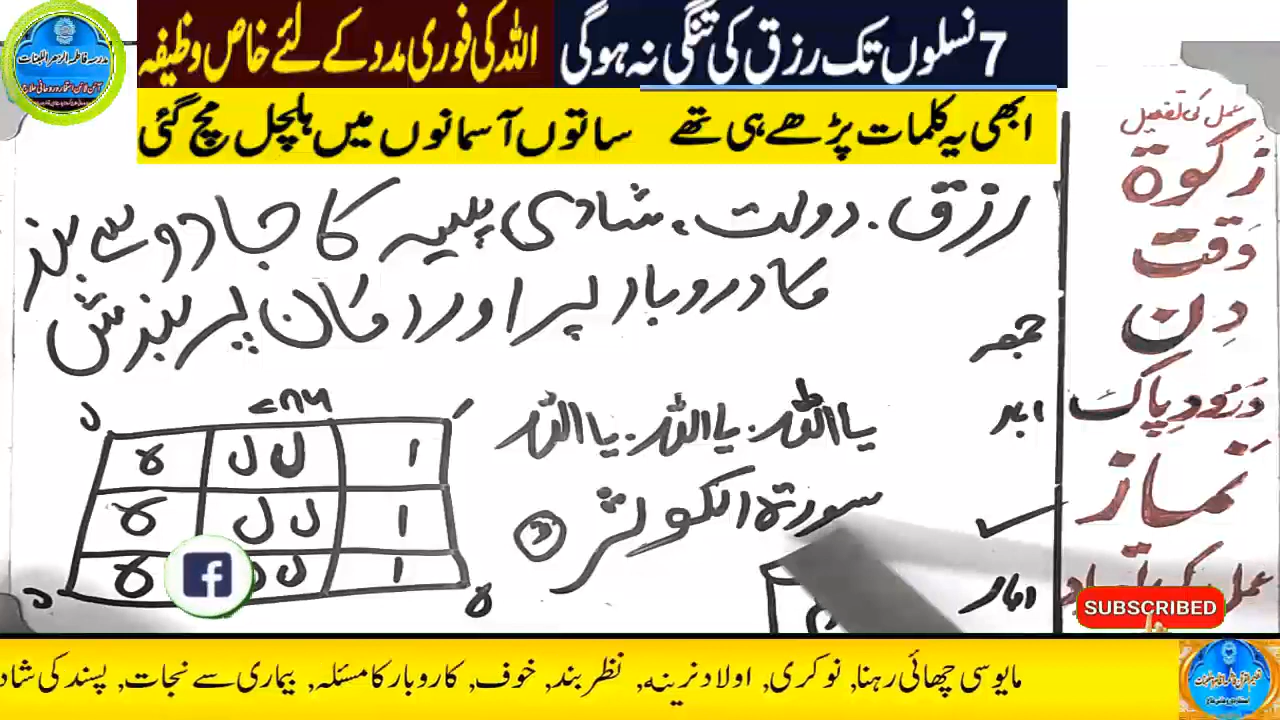 7 نسلوں تک رزق کی تنگی نہ ہوگی اللہ کی فوری مدد کے لئے خاص وظیفہ
ابھی یہ کلمات پڑھے ہی تھے ساتوں آسمانوں میں ہلچل مچ گئی
رزق. دولت، شادی پیسہ کا جادو سے بند
کاروبار پر اور دکان پر بندش
یا اللہ. یا اللہ. یا اللہ
سورۃ الکوثر ③
ا ل ل ہ
ا ل ل ہ
ا ل ل ہ
عمل کی تفصیل
زکوۃ
وقت
دن
جمعہ
درود پاک
نماز
SUBSCRIBED
مایوسی چھائی رہنا, نوکری, اولاد نرینہ, نظر بند, خوف, کاروبار کا مسئلہ, بیماری سے نجات, پسند کی شاد